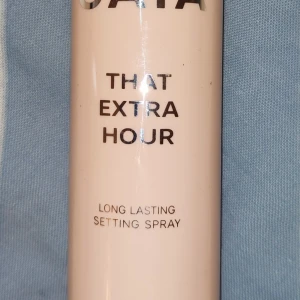 THAT
EXTRA
HOUR
LONG LASTING
SETTING SPRAY